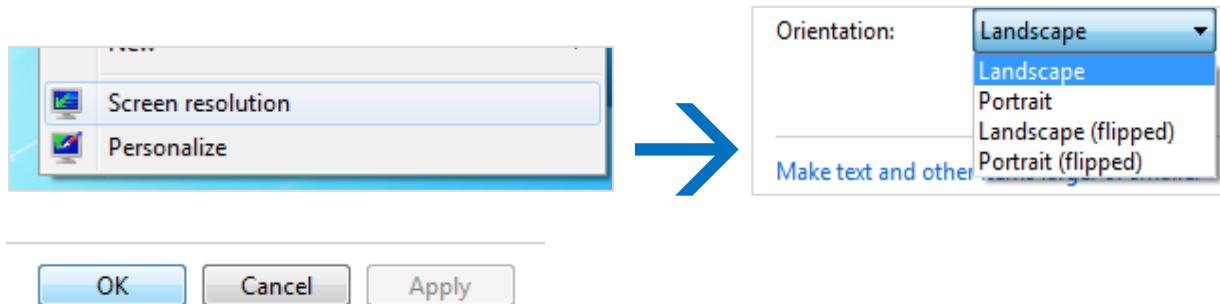 Screen resolution
Personalize
Orientation:
Landscape
Landscape
Portrait
Landscape (flipped)
Portrait (flipped)
Make text and other
OK
Cancel
Apply